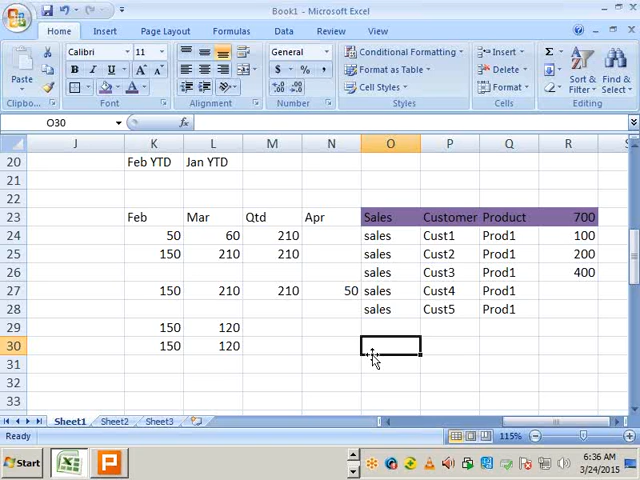 Book1 - Microsoft Excel
Home Insert Page Layout Formulas Data Review View
Paste Calibri 11 A A General Conditional Formatting Insert Σ
B I U % , Format as Table Delete Sort & Find &
A Cell Styles Format Filter Select
Clipboard Font Alignment Number Styles Cells Editing
O30 fx
J K L M N O P Q R S
20 Feb YTD Jan YTD
21
22
23 Feb Mar Qtd Apr Sales Customer Product 700
24 50 60 210 sales Cust1 Prod1 100
25 150 210 210 sales Cust2 Prod1 200
26 sales Cust3 Prod1 400
27 150 210 210 50 sales Cust4 Prod1
28 sales Cust5 Prod1
29 150 120
30 150 120
31
32
33
Sheet1 Sheet2 Sheet3
Ready 115%
Start P 6:36 AM
3/24/2015